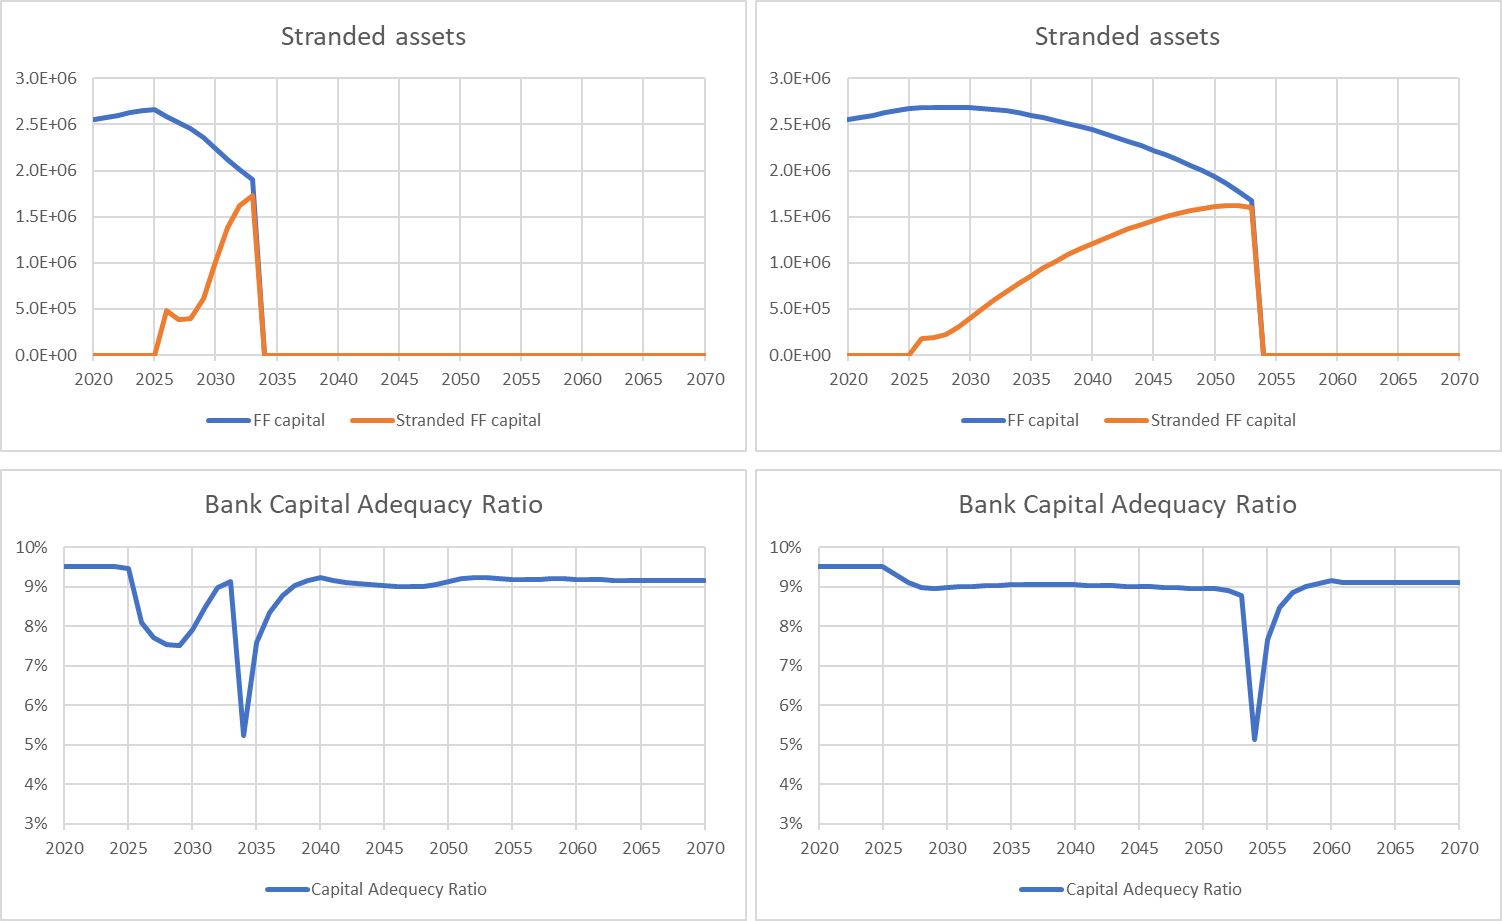 Stranded assets
3.0E+06
2.5E+06
2.0E+06
1.5E+06
1.0E+06
5.0E+05
0.0E+00
2020 2025 2030 2035 2040 2045 2050 2055 2060 2065 2070
FF capital Stranded FF capital
Stranded assets
3.0E+06
2.5E+06
2.0E+06
1.5E+06
1.0E+06
5.0E+05
0.0E+00
2020 2025 2030 2035 2040 2045 2050 2055 2060 2065 2070
FF capital Stranded FF capital
Bank Capital Adequacy Ratio
10%
9%
8%
7%
6%
5%
4%
3%
2020 2025 2030 2035 2040 2045 2050 2055 2060 2065 2070
Capital Adequecy Ratio
Bank Capital Adequacy Ratio
10%
9%
8%
7%
6%
5%
4%
3%
2020 2025 2030 2035 2040 2045 2050 2055 2060 2065 2070
Capital Adequecy Ratio